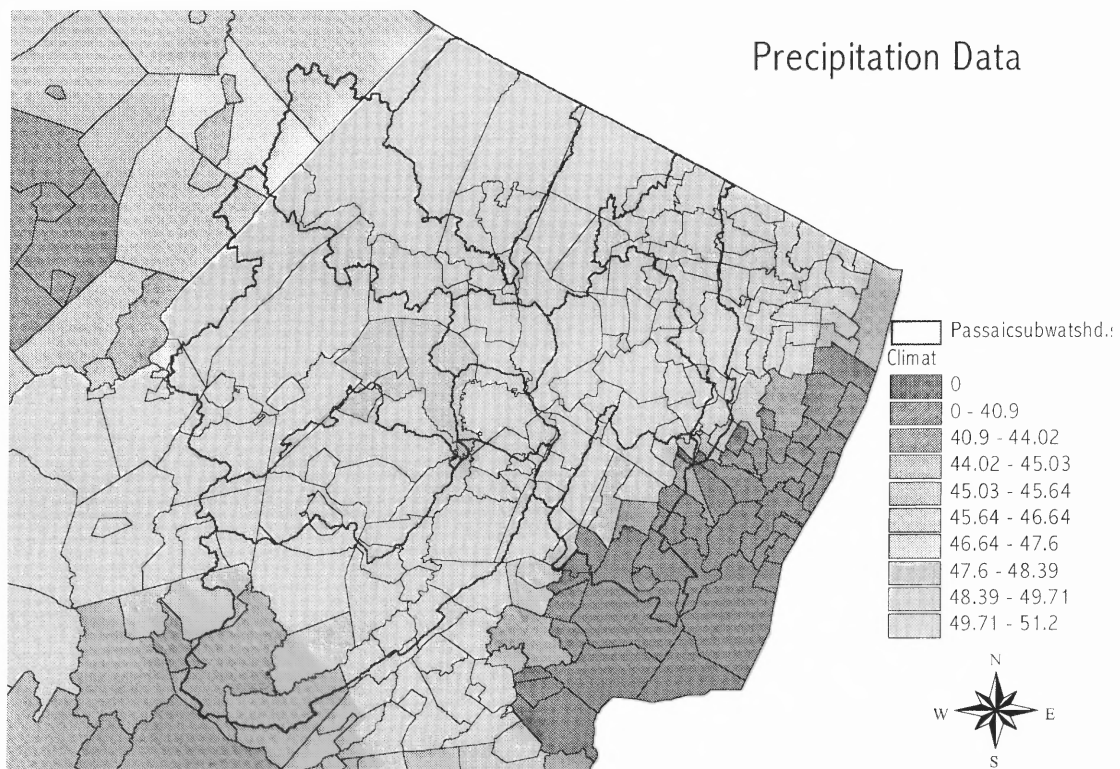 Precipitation Data
Passaicsubwatshd.s
Climat
0
0 - 40.9
40.9 - 44.02
44.02 - 45.03
45.03 - 45.64
45.64 - 46.64
46.64 - 47.6
47.6 - 48.39
48.39 - 49.71
49.71 - 51.2
N
W E
S